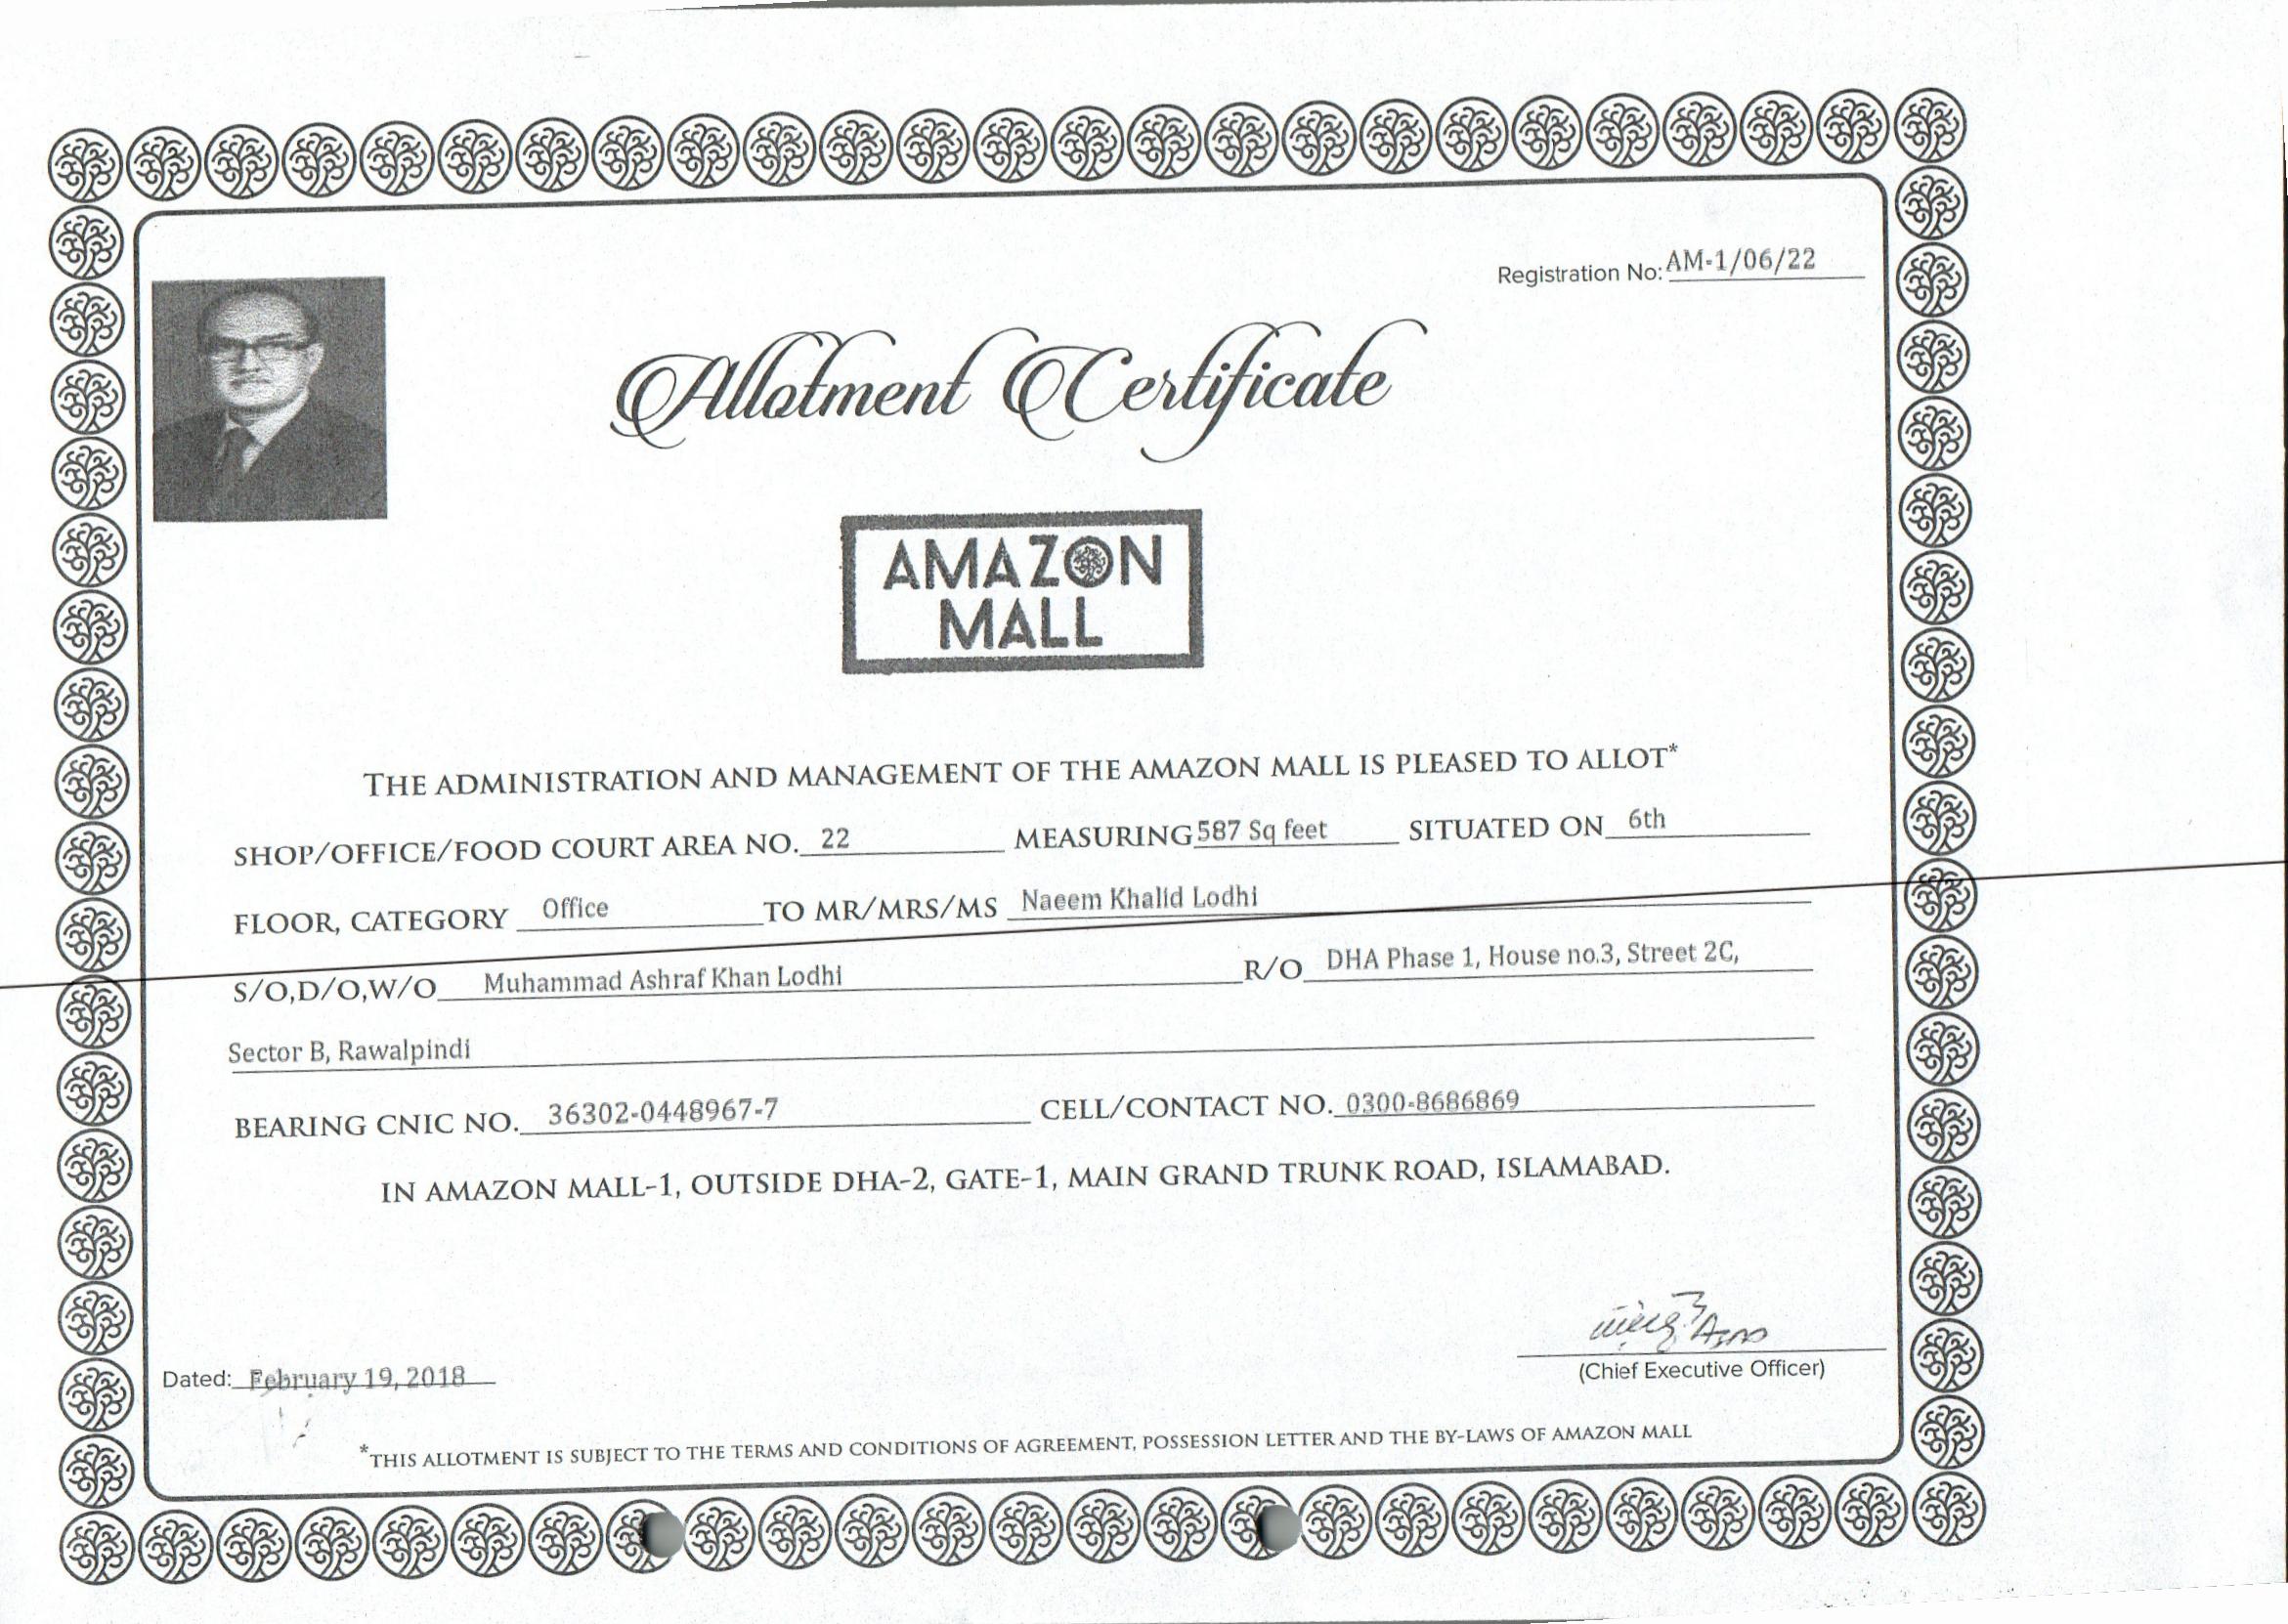 Registration No: AM-1/06/22
Allotment Certificate
AMAZON
MALL
THE ADMINISTRATION AND MANAGEMENT OF THE AMAZON MALL IS PLEASED TO ALLOT*
SHOP/OFFICE/FOOD COURT AREA NO. 22 MEASURING 587 Sq feet SITUATED ON 6th
FLOOR, CATEGORY Office TO MR/MRS/MS Naeem Khalid Lodhi
S/O,D/O,W/O Muhammad Ashraf Khan Lodhi R/O DHA Phase 1, House no.3, Street 2C,
Sector B, Rawalpindi
BEARING CNIC NO. 36302-0448967-7 CELL/CONTACT NO. 0300-8686869
IN AMAZON MALL-1, OUTSIDE DHA-2, GATE-1, MAIN GRAND TRUNK ROAD, ISLAMABAD.
(Chief Executive Officer)
Dated: February 19, 2018
*THIS ALLOTMENT IS SUBJECT TO THE TERMS AND CONDITIONS OF AGREEMENT, POSSESSION LETTER AND THE BY-LAWS OF AMAZON MALL